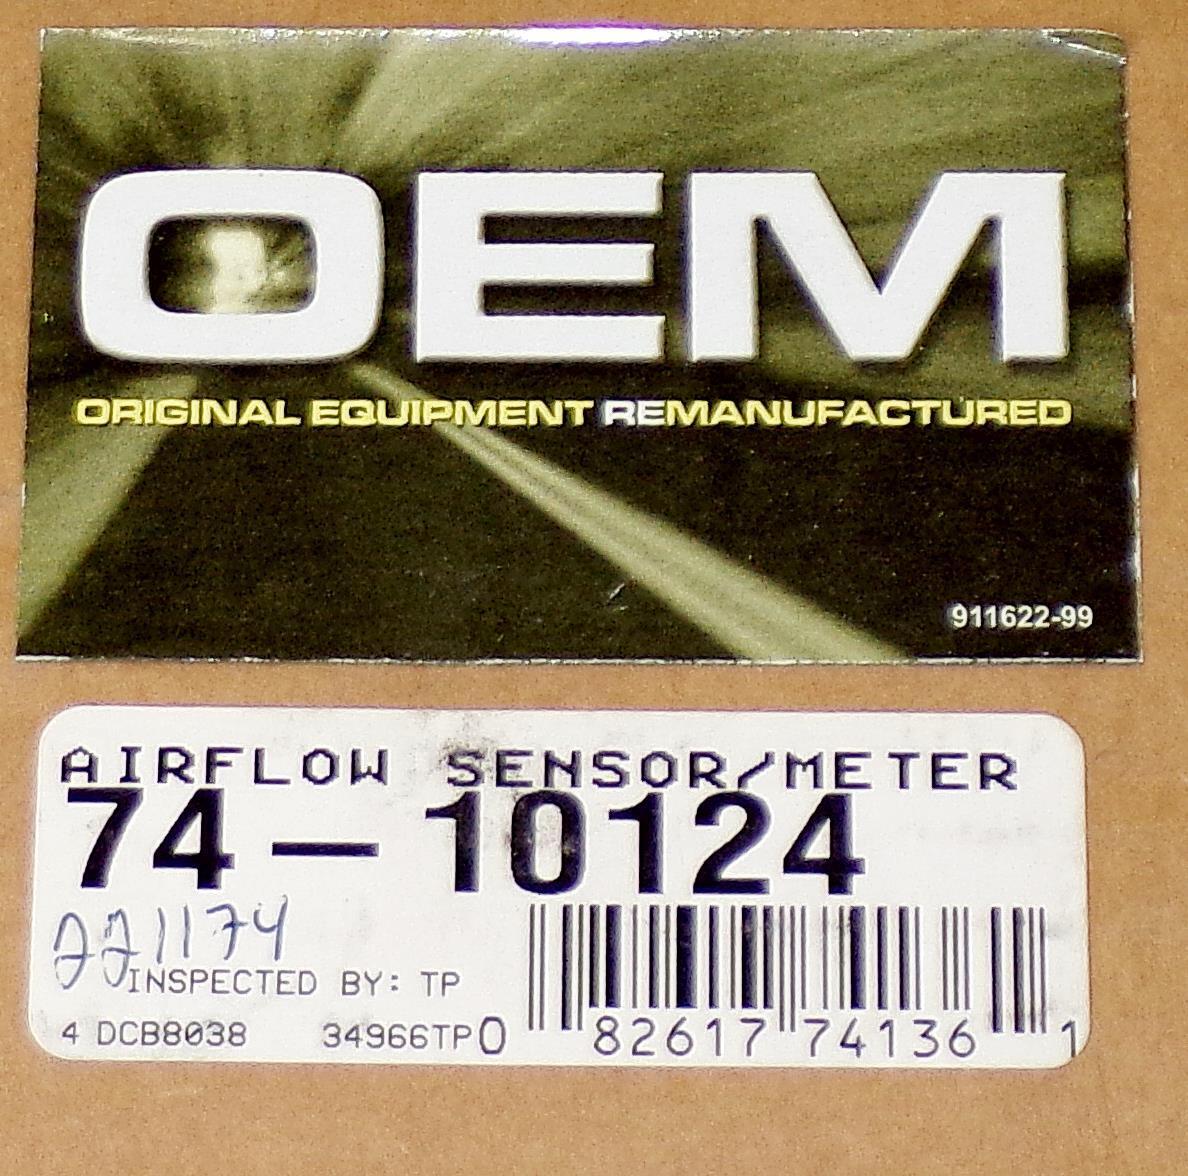 OEM
ORIGINAL EQUIPMENT REMANUFACTURED
911622-99
AIRFLOW SENSOR/METER
74-10124
221174
INSPECTED BY: TP
4 DCB8038 34966TP
0 82617 74136 1